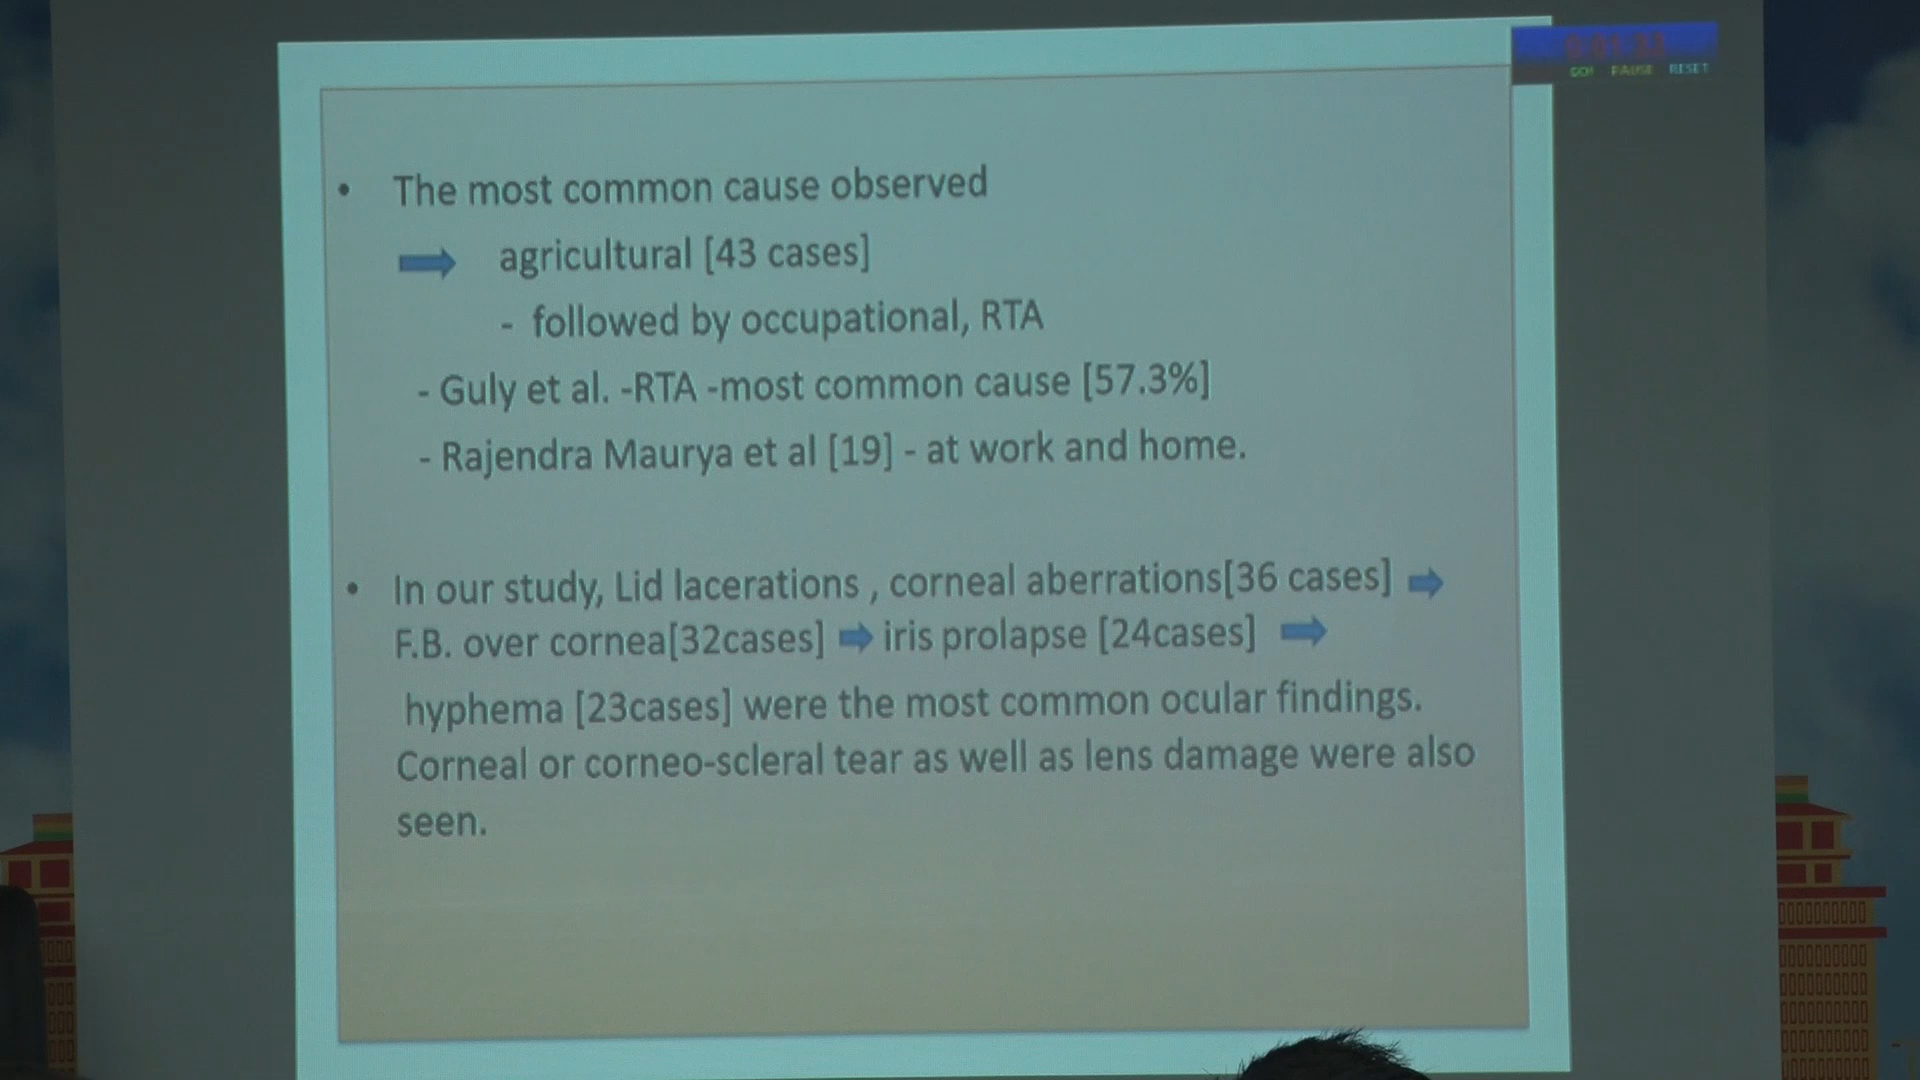 GO! PAUSE RESET
• The most common cause observed
agricultural [43 cases]
- followed by occupational, RTA
- Guly et al. -RTA -most common cause [57.3%]
- Rajendra Maurya et al [19] - at work and home.
• In our study, Lid lacerations , corneal aberrations[36 cases]
F.B. over cornea[32cases] iris prolapse [24cases]
hyphema [23cases] were the most common ocular findings.
Corneal or corneo-scleral tear as well as lens damage were also
seen.